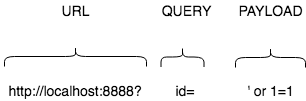 URL QUERY PAYLOAD
http://localhost:8888? id= ' or 1=1